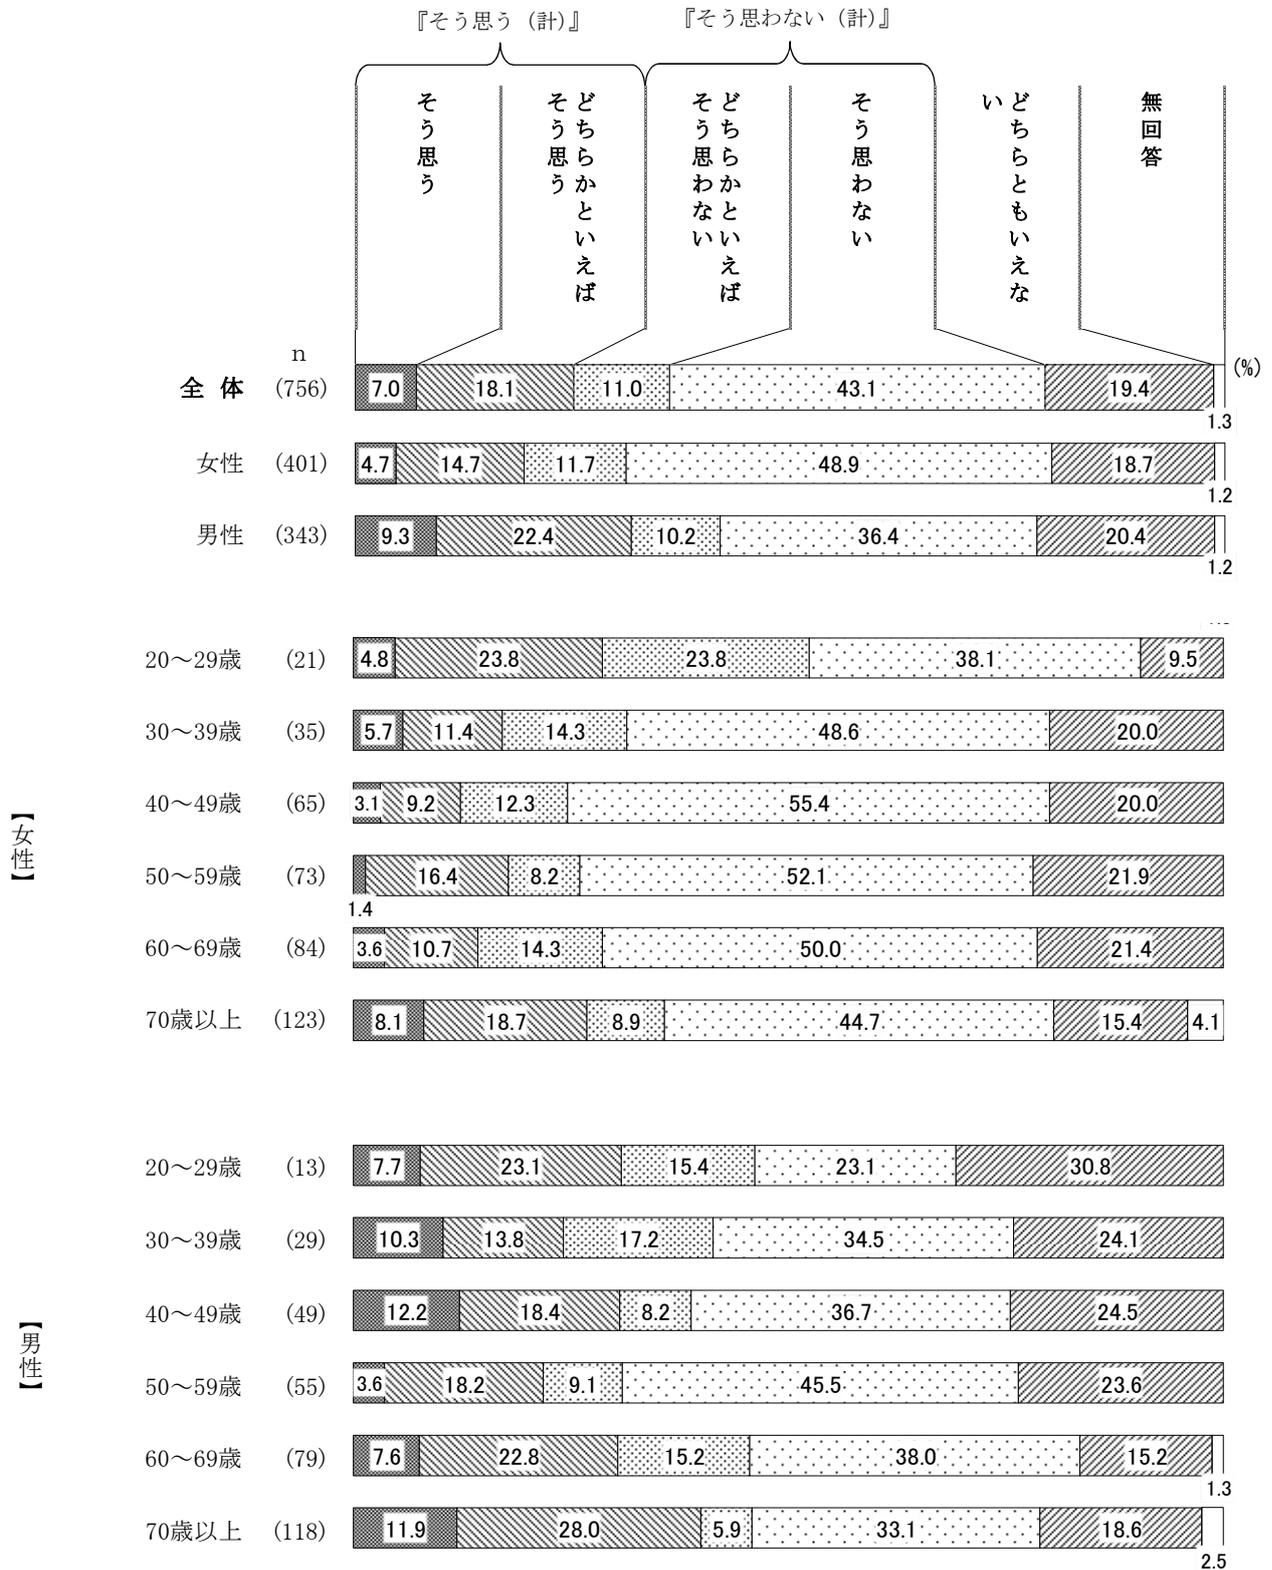 『そう思う（計）』 『そう思わない（計）』
そう思う
どちらかといえば
そう思う
どちらかといえば
そう思わない
そう思わない
どちらともいえな
い
無回答
n
(%)
全 体 (756) 7.0 18.1 11.0 43.1 19.4 1.3
女性 (401) 4.7 14.7 11.7 48.9 18.7 1.2
男性 (343) 9.3 22.4 10.2 36.4 20.4 1.2
【女性】
20～29歳 (21) 4.8 23.8 23.8 38.1 9.5
30～39歳 (35) 5.7 11.4 14.3 48.6 20.0
40～49歳 (65) 3.1 9.2 12.3 55.4 20.0
50～59歳 (73) 1.4 16.4 8.2 52.1 21.9
60～69歳 (84) 3.6 10.7 14.3 50.0 21.4
70歳以上 (123) 8.1 18.7 8.9 44.7 15.4 4.1
【男性】
20～29歳 (13) 7.7 23.1 15.4 23.1 30.8
30～39歳 (29) 10.3 13.8 17.2 34.5 24.1
40～49歳 (49) 12.2 18.4 8.2 36.7 24.5
50～59歳 (55) 3.6 18.2 9.1 45.5 23.6
60～69歳 (79) 7.6 22.8 15.2 38.0 15.2 1.3
70歳以上 (118) 11.9 28.0 5.9 33.1 18.6 2.5